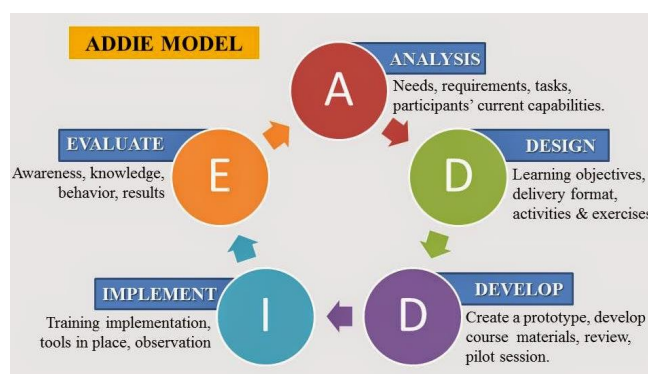 ADDIE MODEL
A
ANALYSIS
Needs, requirements, tasks,
participants' current capabilities.
D
DESIGN
Learning objectives,
delivery format,
activities & exercises
D
DEVELOP
Create a prototype, develop
course materials, review,
pilot session.
I
IMPLEMENT
Training implementation,
tools in place, observation
E
EVALUATE
Awareness, knowledge,
behavior, results